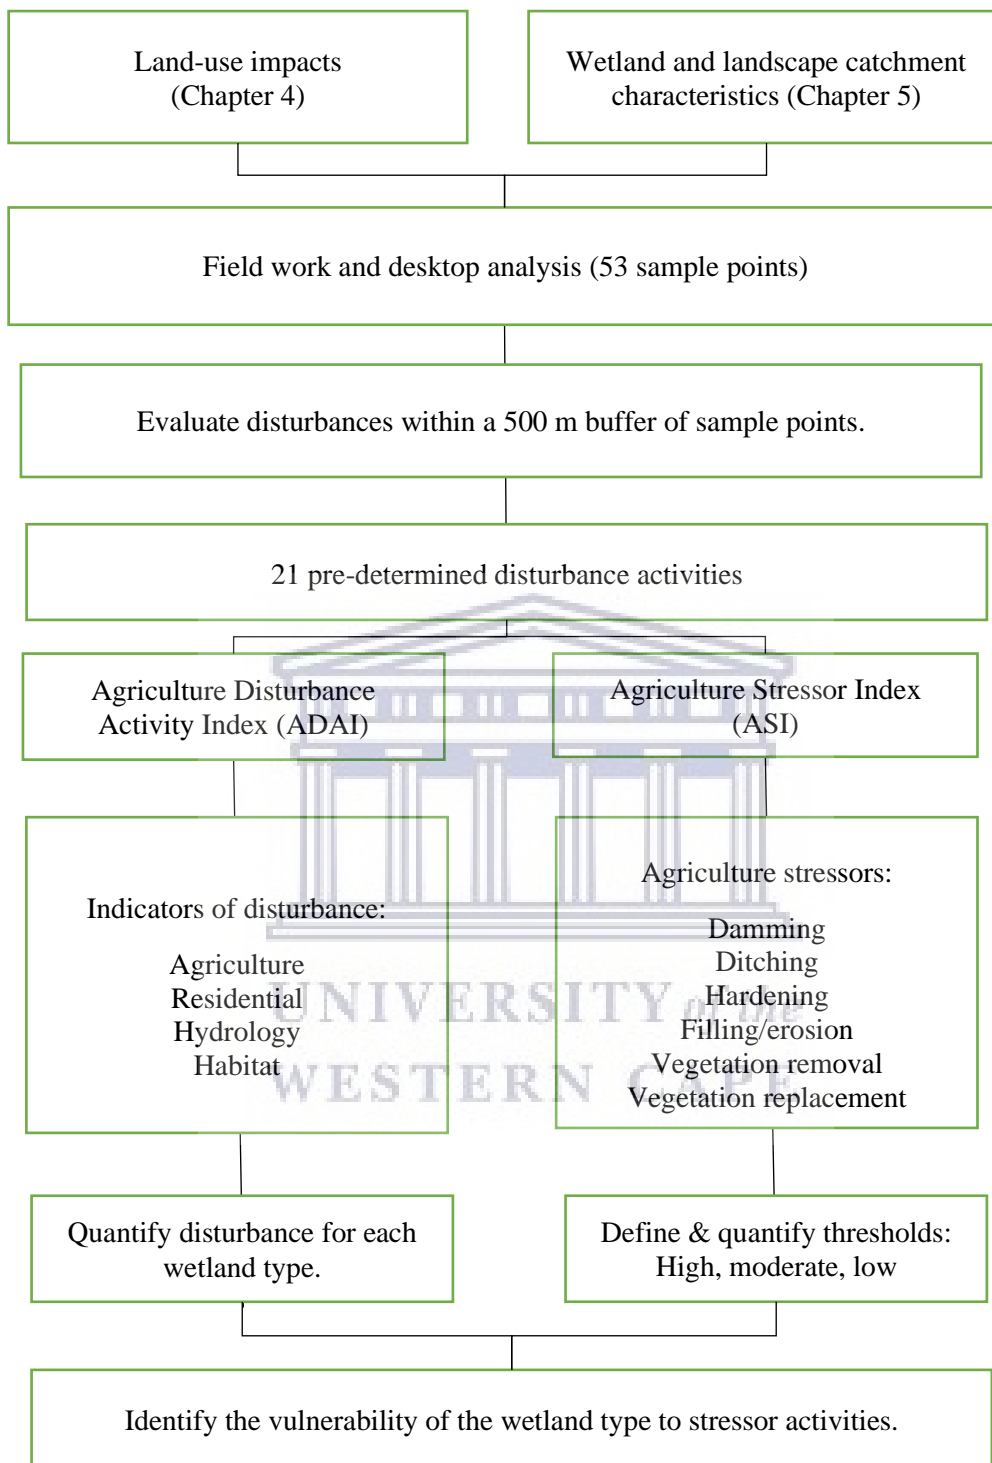 Land-use impacts
(Chapter 4)
Wetland and landscape catchment
characteristics (Chapter 5)
Field work and desktop analysis (53 sample points)
Evaluate disturbances within a 500 m buffer of sample points.
21 pre-determined disturbance activities
Agriculture Disturbance
Activity Index (ADAI)
Agriculture Stressor Index
(ASI)
Indicators of disturbance:
Agriculture
Residential
Hydrology
Habitat
Agriculture stressors:
Damming
Ditching
Hardening
Filling/erosion
Vegetation removal
Vegetation replacement
UNIVERSITY of the
WESTERN CAPE
Quantify disturbance for each
wetland type.
Define & quantify thresholds:
High, moderate, low
Identify the vulnerability of the wetland type to stressor activities.